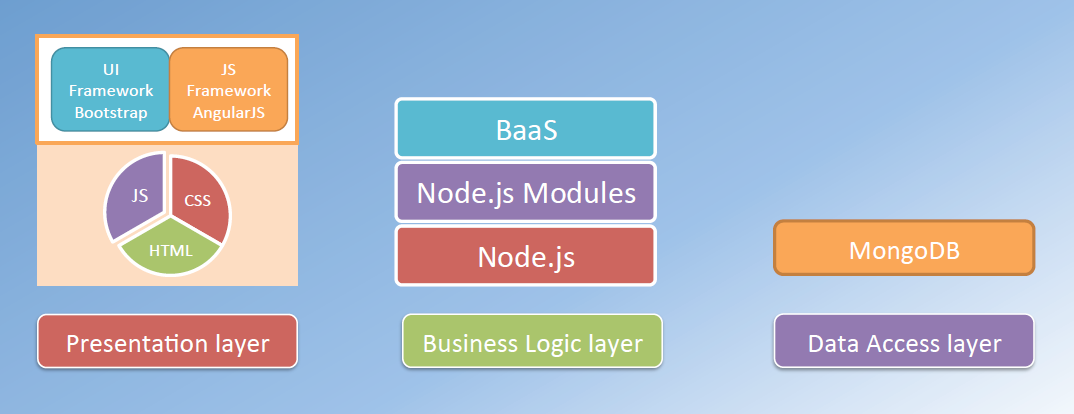 UI
Framework
Bootstrap
JS
Framework
AngularJS
JS
CSS
HTML
Presentation layer
BaaS
Node.js Modules
Node.js
Business Logic layer
MongoDB
Data Access layer